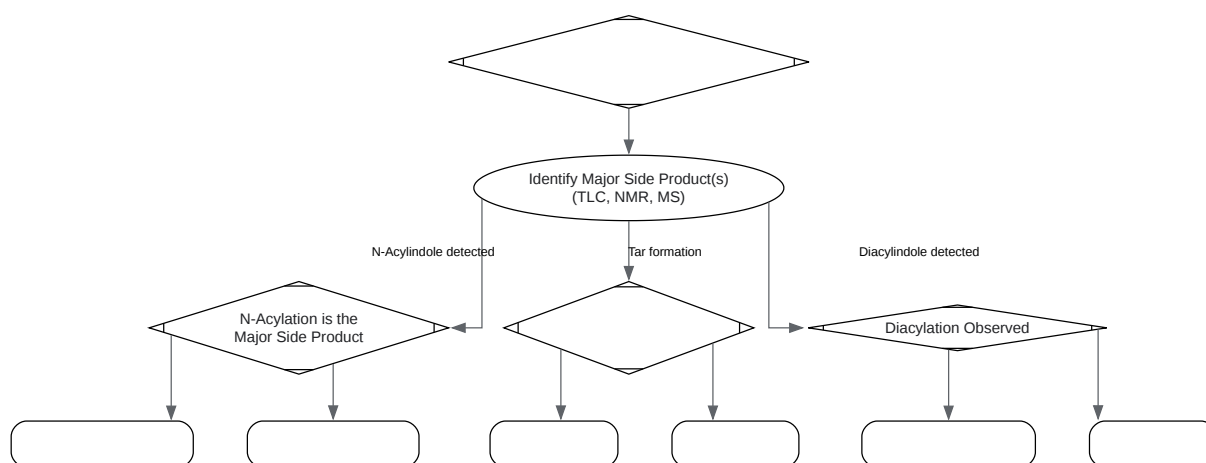 Identify Major Side Product(s)
(TLC, NMR, MS)
N-Acylindole detected
Tar formation
Diacylindole detected
N-Acylation is the
Major Side Product
Diacylation Observed